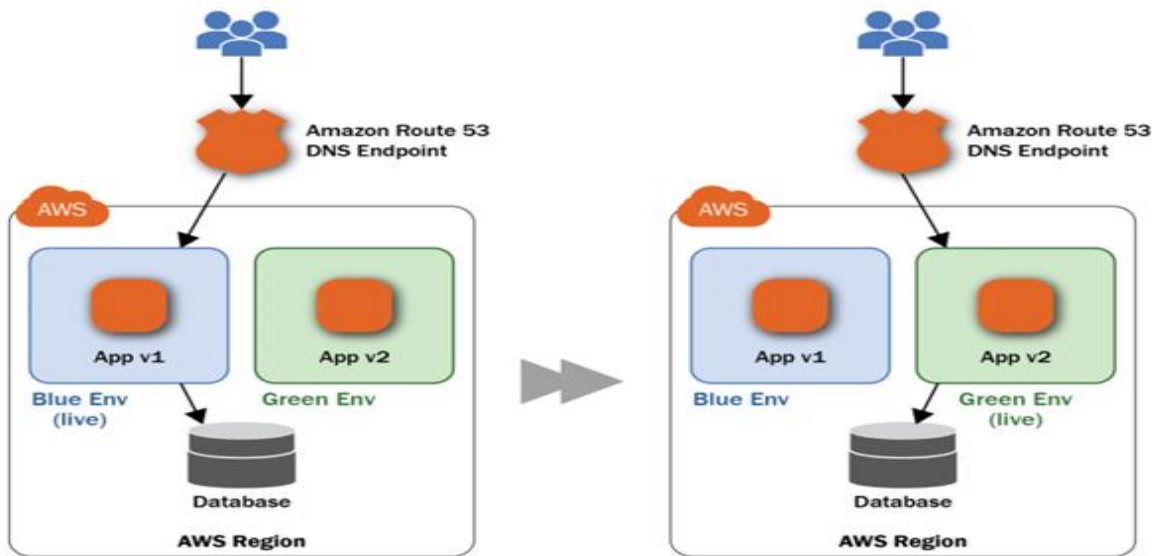 Amazon Route 53
DNS Endpoint
AWS
App v1
App v2
Blue Env
(live)
Green Env
Database
AWS Region
Amazon Route 53
DNS Endpoint
AWS
App v1
App v2
Blue Env
Green Env
(live)
Database
AWS Region